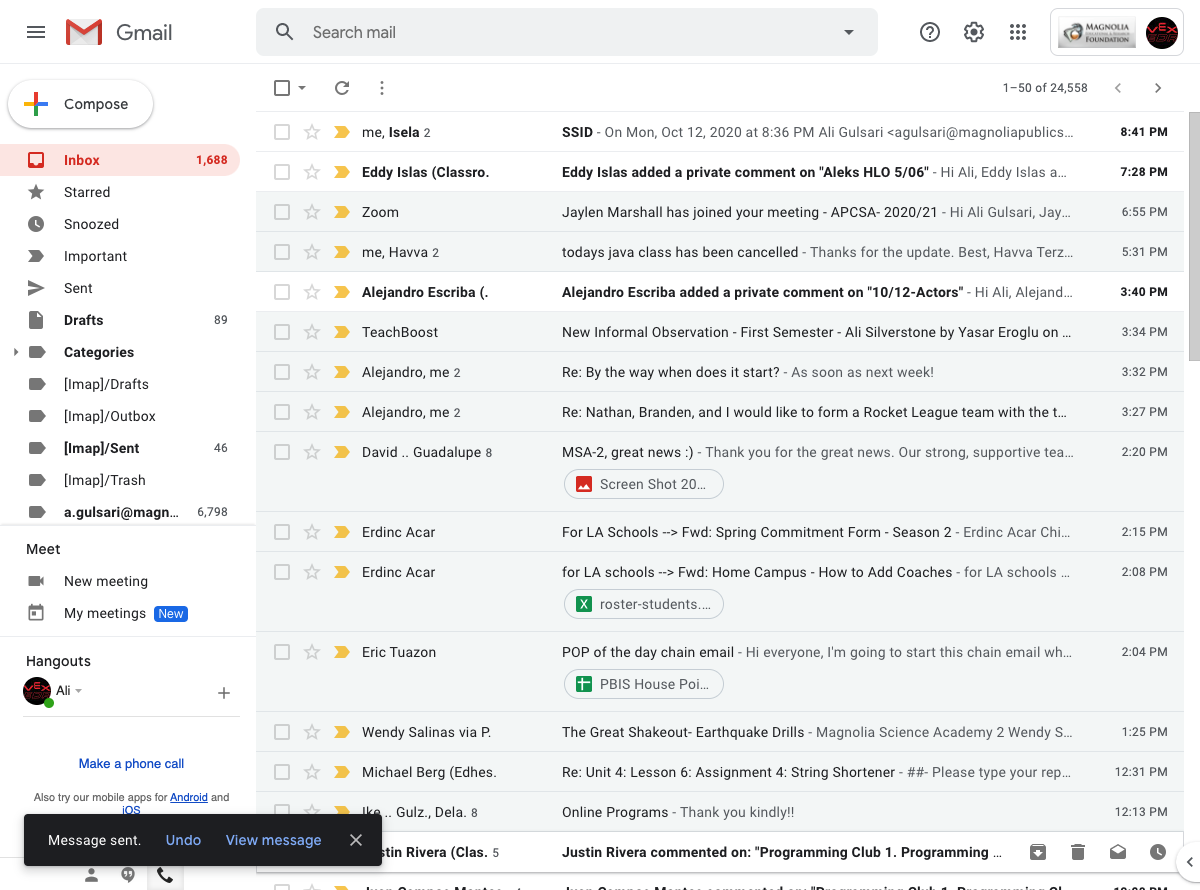 Gmail
Search mail
MAGNOLIA
FOUNDATION
Compose
1–50 of 24,558
Inbox 1,688
Starred
Snoozed
Important
Sent
Drafts 89
Categories
[Imap]/Drafts
[Imap]/Outbox
[Imap]/Sent 46
[Imap]/Trash
a.gulsari@magn... 6,798
Meet
New meeting
My meetings New
Hangouts
Ali
Make a phone call
Also try our mobile apps for Android and
iOS
me, Isela 2 SSID - On Mon, Oct 12, 2020 at 8:36 PM Ali Gulsari <agulsari@magnoliapublics... 8:41 PM
Eddy Islas (Classro. Eddy Islas added a private comment on "Aleks HLO 5/06" - Hi Ali, Eddy Islas a... 7:28 PM
Zoom Jaylen Marshall has joined your meeting - APCSA- 2020/21 - Hi Ali Gulsari, Jay... 6:55 PM
me, Havva 2 todays java class has been cancelled - Thanks for the update. Best, Havva Terz... 5:31 PM
Alejandro Escriba (. Alejandro Escriba added a private comment on "10/12-Actors" - Hi Ali, Alejand... 3:40 PM
TeachBoost New Informal Observation - First Semester - Ali Silverstone by Yasar Eroglu on ... 3:34 PM
Alejandro, me 2 Re: By the way when does it start? - As soon as next week! 3:32 PM
Alejandro, me 2 Re: Nathan, Branden, and I would like to form a Rocket League team with the t... 3:27 PM
David .. Guadalupe 8 MSA-2, great news :) - Thank you for the great news. Our strong, supportive tea... 2:20 PM
Screen Shot 20...
Erdinc Acar For LA Schools --> Fwd: Spring Commitment Form - Season 2 - Erdinc Acar Chi... 2:15 PM
Erdinc Acar for LA schools --> Fwd: Home Campus - How to Add Coaches - for LA schools ... 2:08 PM
X roster-students....
Eric Tuazon POP of the day chain email - Hi everyone, I'm going to start this chain email wh... 2:04 PM
PBIS House Poi...
Wendy Salinas via P. The Great Shakeout- Earthquake Drills - Magnolia Science Academy 2 Wendy S... 1:25 PM
Michael Berg (Edhes. Re: Unit 4: Lesson 6: Assignment 4: String Shortener - ##- Please type your rep... 12:31 PM
Ike .. Gulz., Dela. 8 Online Programs - Thank you kindly!! 12:13 PM
stin Rivera (Clas. 5 Justin Rivera commented on: "Programming Club 1. Programming ...
Message sent. Undo View message